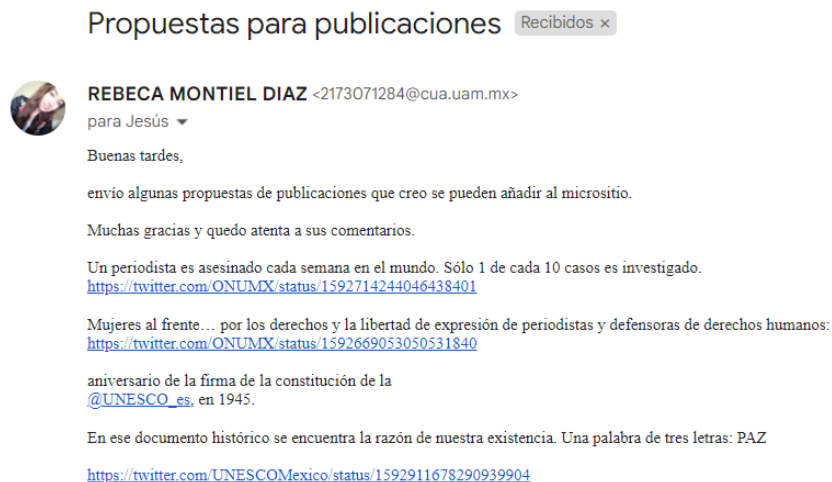 Propuestas para publicaciones Recibidos ×
REBECA MONTIEL DIAZ <2173071284@cua.uam.mx>
para Jesús
Buenas tardes,
envío algunas propuestas de publicaciones que creo se pueden añadir al micrositio.
Muchas gracias y quedo atenta a sus comentarios.
Un periodista es asesinado cada semana en el mundo. Sólo 1 de cada 10 casos es investigado.
https://twitter.com/ONUMX/status/1592714244046438401
Mujeres al frente… por los derechos y la libertad de expresión de periodistas y defensoras de derechos humanos:
https://twitter.com/ONUMX/status/1592669053050531840
aniversario de la firma de la constitución de la
@UNESCO_es, en 1945.
En ese documento histórico se encuentra la razón de nuestra existencia. Una palabra de tres letras: PAZ
https://twitter.com/UNESCOMexico/status/1592911678290939904